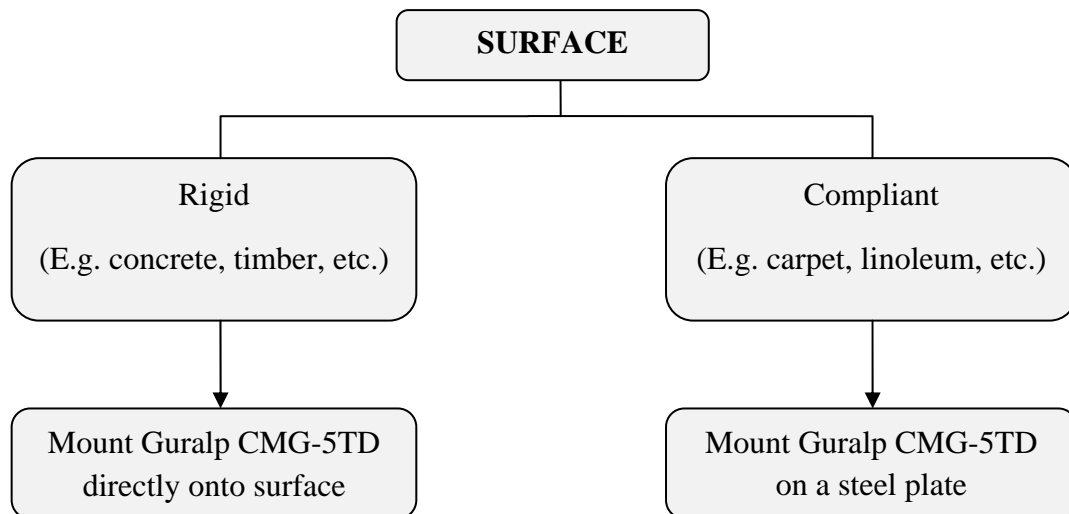 SURFACE
Rigid
(E.g. concrete, timber, etc.)
Compliant
(E.g. carpet, linoleum, etc.)
Mount Guralp CMG-5TD
directly onto surface
Mount Guralp CMG-5TD
on a steel plate